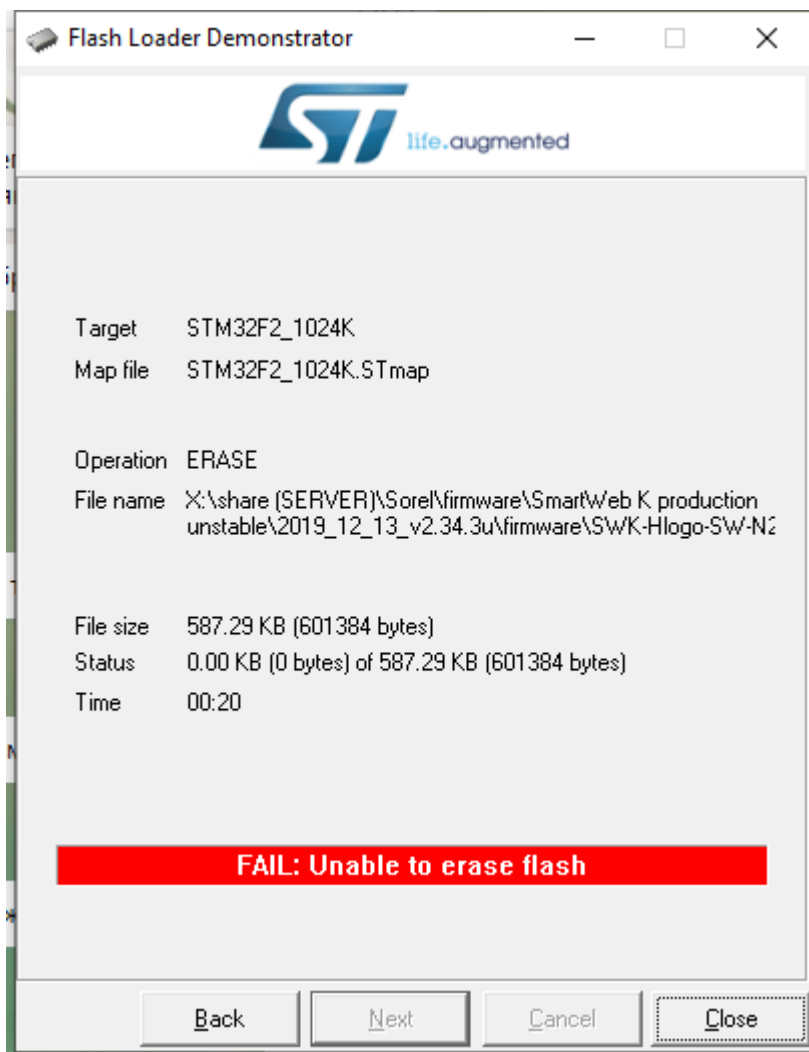 Flash Loader Demonstrator
ST
life.augmented
Target STM32F2_1024K
Map file STM32F2_1024K.STmap
Operation ERASE
File name X:\share (SERVER)\Sorel\firmware\SmartWeb K production
unstable\2019_12_13_v2.34.3u\firmware\SWK-Hlogo-SW-N2
File size 587.29 KB (601384 bytes)
Status 0.00 KB (0 bytes) of 587.29 KB (601384 bytes)
Time 00:20
FAIL: Unable to erase flash
Back Next Cancel Close